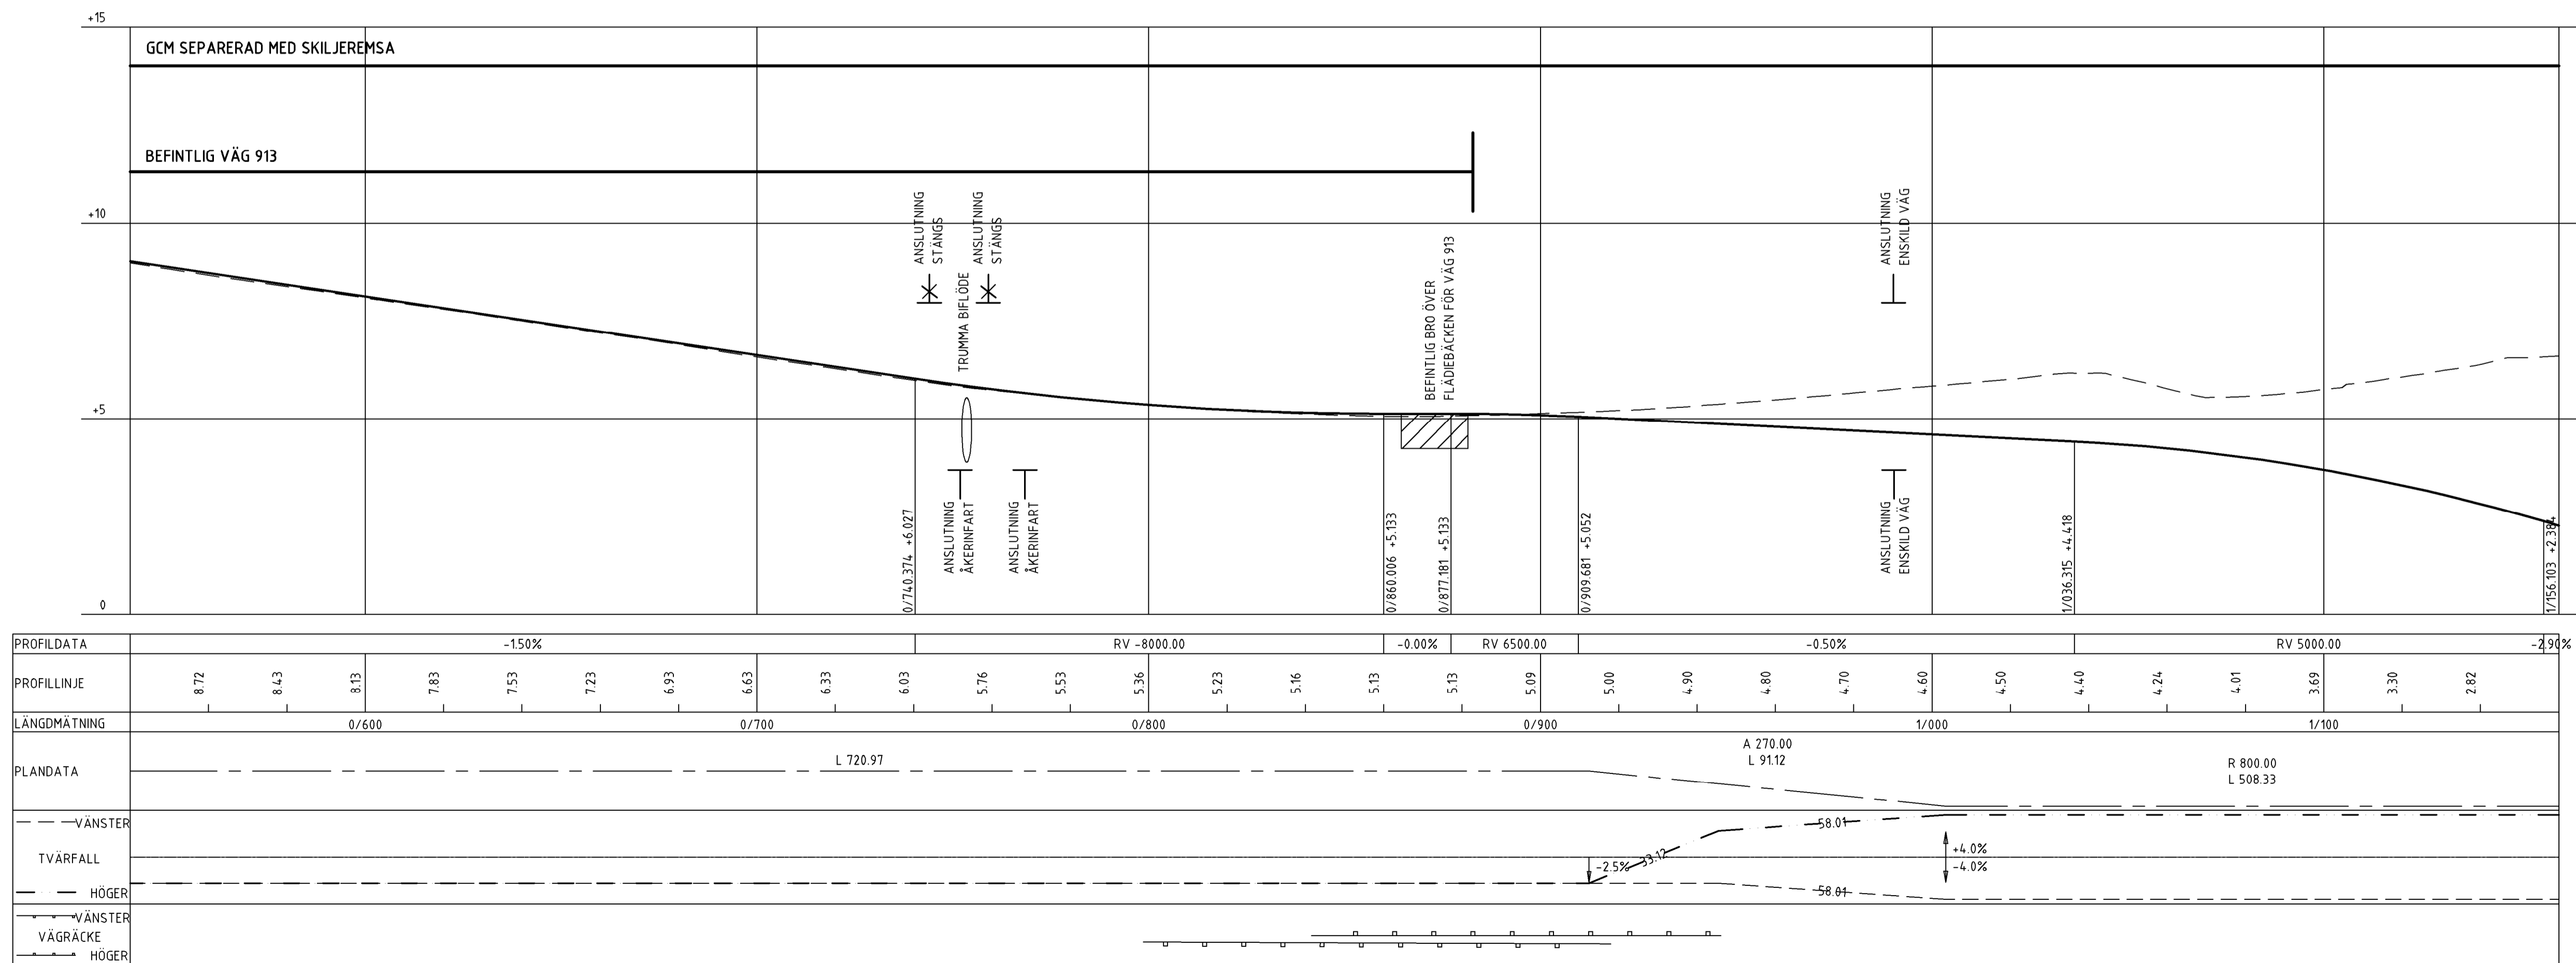 +15
GCM SEPARERAD MED SKILJEREMSA
BEFINTLIG VÄG 913
+10
ANSLUTNING
STÄNGS
ANSLUTNING
STÄNGS
TRUMMA BIFLÖDE
BEFINTLIG BRO ÖVER
FLÄDIEBÄCKEN FÖR VÄG 913
ANSLUTNING
ENSKILD VÄG
+5
0/740.374 +6.027
ANSLUTNING
ÅKERINFART
ANSLUTNING
ÅKERINFART
0/860.006 +5.133
0/877.181 +5.133
0/909.681 +5.052
ANSLUTNING
ENSKILD VÄG
1/036.315 +4.418
1/156.103 +2.384
0
PROFILDATA -1.50% RV -8000.00 -0.00% RV 6500.00 -0.50% RV 5000.00 -2.90%
PROFILLINJE 8.72 8.43 8.13 7.83 7.53 7.23 6.93 6.63 6.33 6.03 5.76 5.53 5.36 5.23 5.16 5.13 5.13 5.09 5.00 4.90 4.80 4.70 4.60 4.50 4.40 4.24 4.01 3.69 3.30 2.82
LÄNGDMÄTNING 0/600 0/700 0/800 0/900 1/000 1/100
PLANDATA
L 720.97
A 270.00
L 91.12
R 800.00
L 508.33
VÄNSTER
TVÄRFALL
HÖGER
-2.5%
33.12
58.01
+4.0%
-4.0%
58.01
VÄNSTER
VÄGRÄCKE
HÖGER